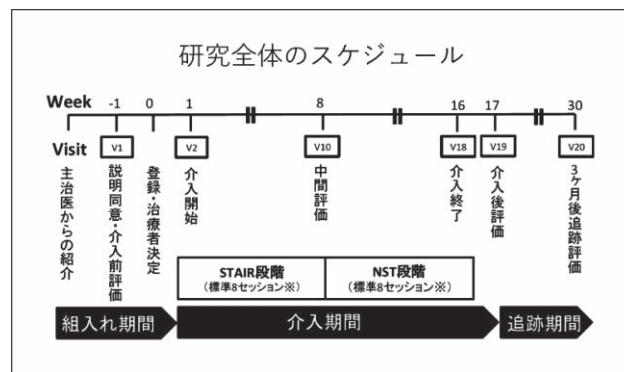 研究全体のスケジュール
Week -1 0 1 8 16 17 30
Visit V1 V2 V10 V18 V19 V20
主治医からの紹介
説明同意・介入前評価
登録・治療者決定
介入開始
中間評価
介入終了
介入後評価
3ヶ月後追跡評価
STAIR段階
（標準8セッション※）
NST段階
（標準8セッション※）
組入れ期間
介入期間
追跡期間